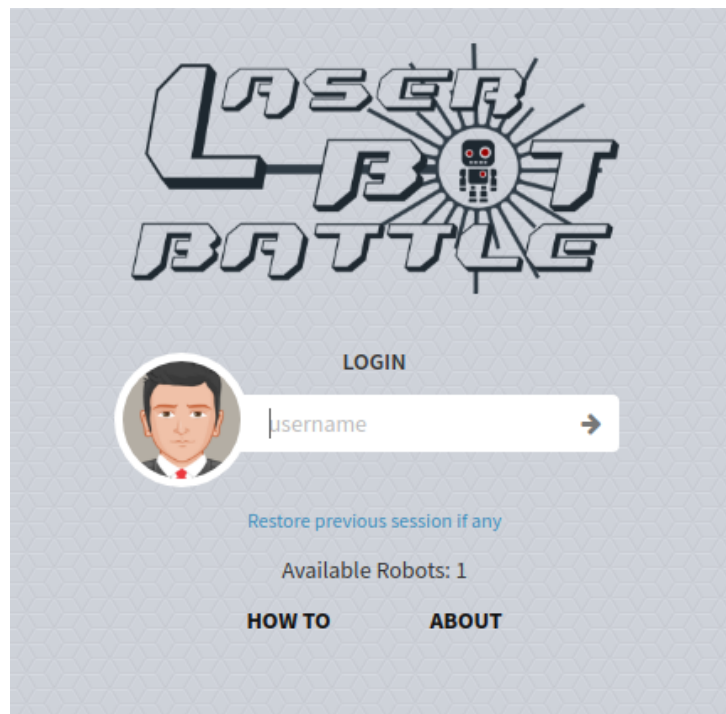 LASER
BOT
BATTLE
LOGIN
username
Restore previous session if any
Available Robots: 1
HOW TO ABOUT